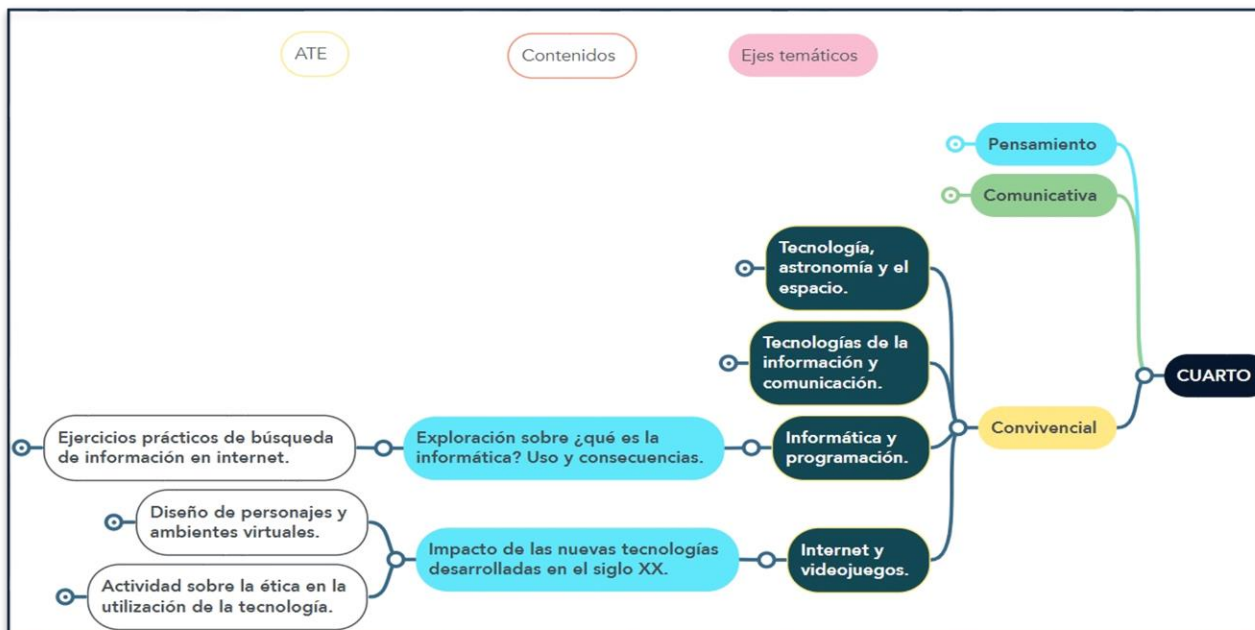 ATE
Contenidos
Ejes temáticos
Pensamiento
Comunicativa
Tecnología,
astronomía y el
espacio.
Tecnologías de la
información y
comunicación.
CUARTO
Convivencial
Informática y
programación.
Exploración sobre ¿qué es la
informática? Uso y consecuencias.
Ejercicios prácticos de búsqueda
de información en internet.
Internet y
videojuegos.
Impacto de las nuevas tecnologías
desarrolladas en el siglo XX.
Diseño de personajes y
ambientes virtuales.
Actividad sobre la ética en la
utilización de la tecnología.